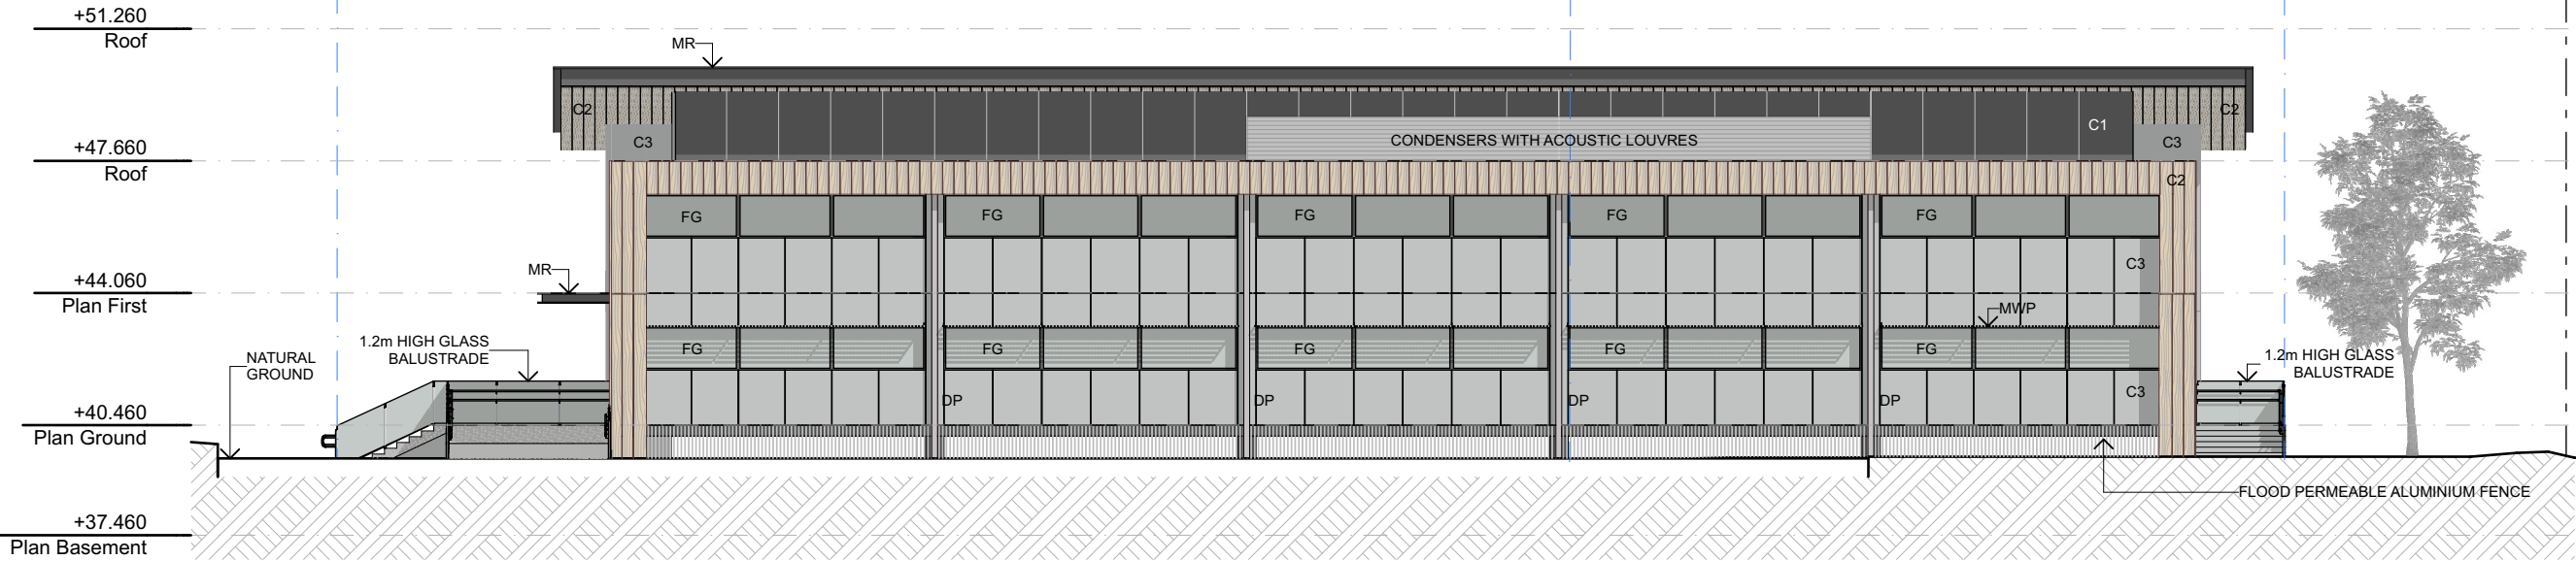 +51.260
Roof
MR
C2
C2
C1
CONDENSERS WITH ACOUSTIC LOUVRES
C3
C3
+47.660
Roof
C2
FG
FG
FG
FG
FG
C3
MR
+44.060
Plan First
MWP
1.2m HIGH GLASS
BALUSTRADE
FG
FG
FG
FG
FG
NATURAL
GROUND
1.2m HIGH GLASS
BALUSTRADE
C3
DP
DP
DP
DP
+40.460
Plan Ground
FLOOD PERMEABLE ALUMINIUM FENCE
+37.460
Plan Basement